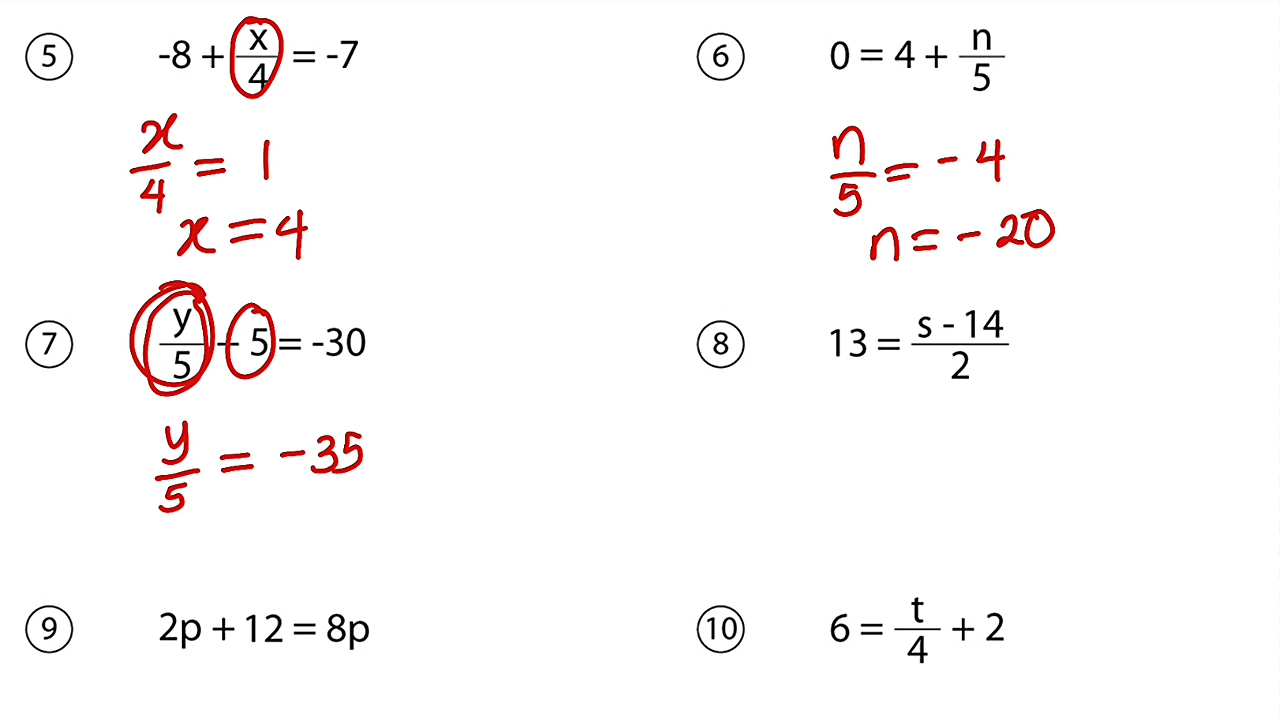 5 -8 + x/4 = -7
x/4 = 1
x = 4
6 0 = 4 + n/5
n/5 = -4
n = -20
7 y/5 - 5 = -30
y/5 = -35
8 13 = (s - 14)/2
9 2p + 12 = 8p
10 6 = t/4 + 2